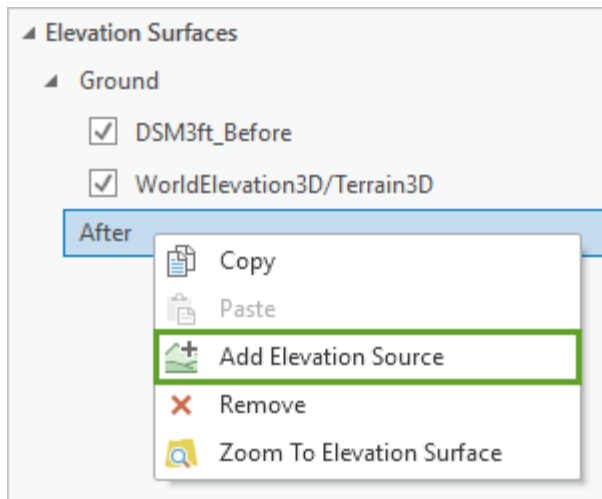 Elevation Surfaces
Ground
DSM3ft_Before
WorldElevation3D/Terrain3D
After
Copy
Paste
Add Elevation Source
Remove
Zoom To Elevation Surface